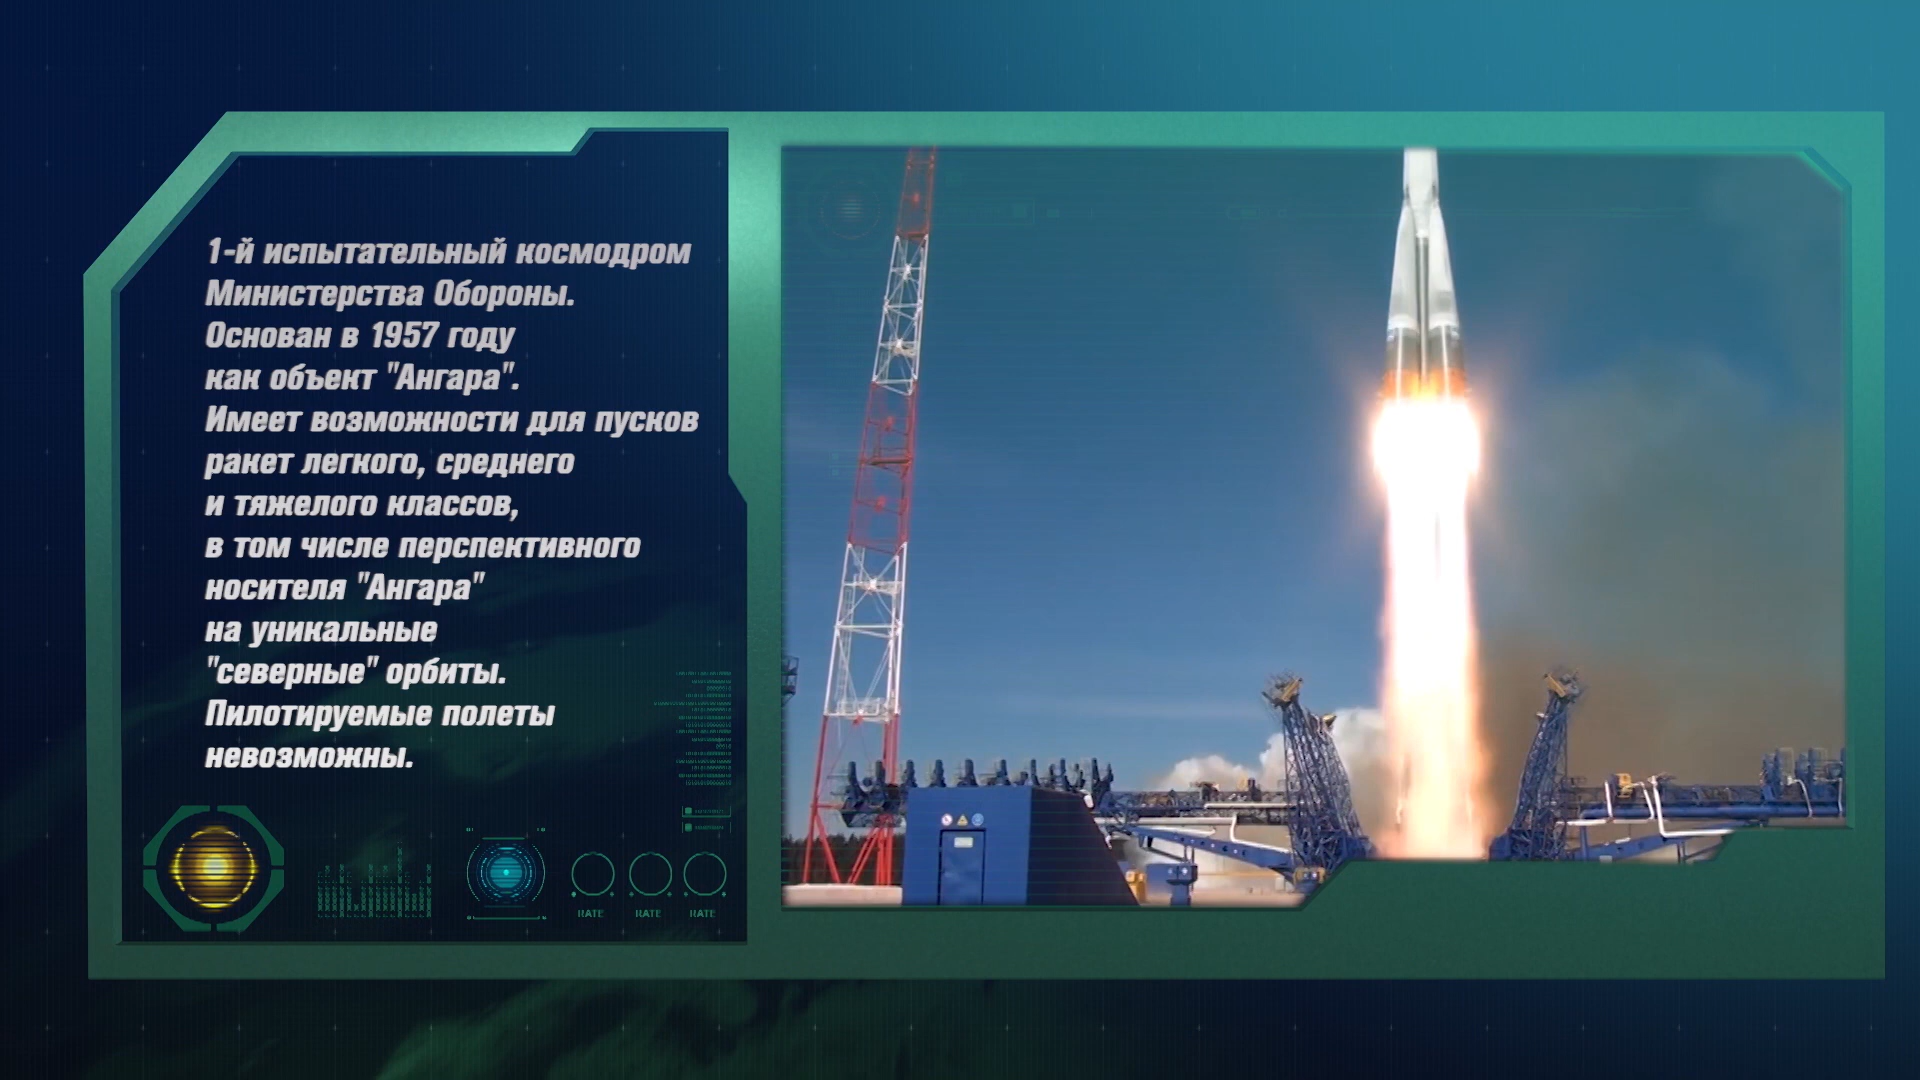 1-й испытательный космодром
Министерства Обороны.
Основан в 1957 году
как объект "Ангара".
Имеет возможности для пусков
ракет легкого, среднего
и тяжелого классов,
в том числе перспективного
носителя "Ангара"
на уникальные
"северные" орбиты.
Пилотируемые полеты
невозможны.
RATE RATE RATE